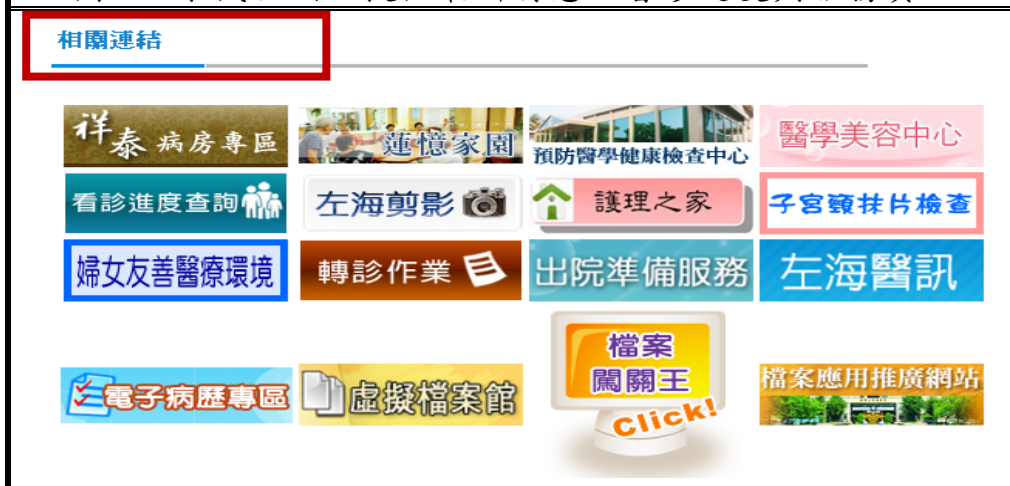 相關連結
祥泰 病房專區
蓮憶家園
預防醫學健康檢查中心
醫學美容中心
看診進度查詢
左海剪影
護理之家
子宮頸抹片檢查
婦女友善醫療環境
轉診作業
出院準備服務
左海醫訊
電子病歷專區
虛擬檔案館
檔案
闖關王
Click!
檔案應用推廣網站